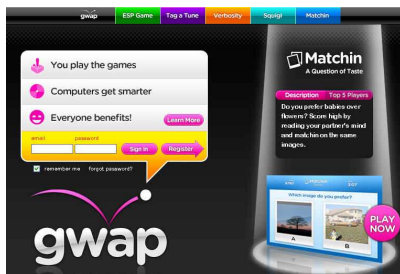 gwap
ESP Game
Tag a Tune
Verbosity
Squigl
Matchin
You play the games
Computers get smarter
Everyone benefits!
Learn More
email
password
Sign in
Register
remember me
forgot password?
gwap
Matchin
A Question of Taste
Description
Top 5 Players
Do you prefer babies over
flowers? Score high by
reading your partner's mind
and matchin on the same
images.
Matchin
Which image do you prefer?
A
B
PLAY
NOW